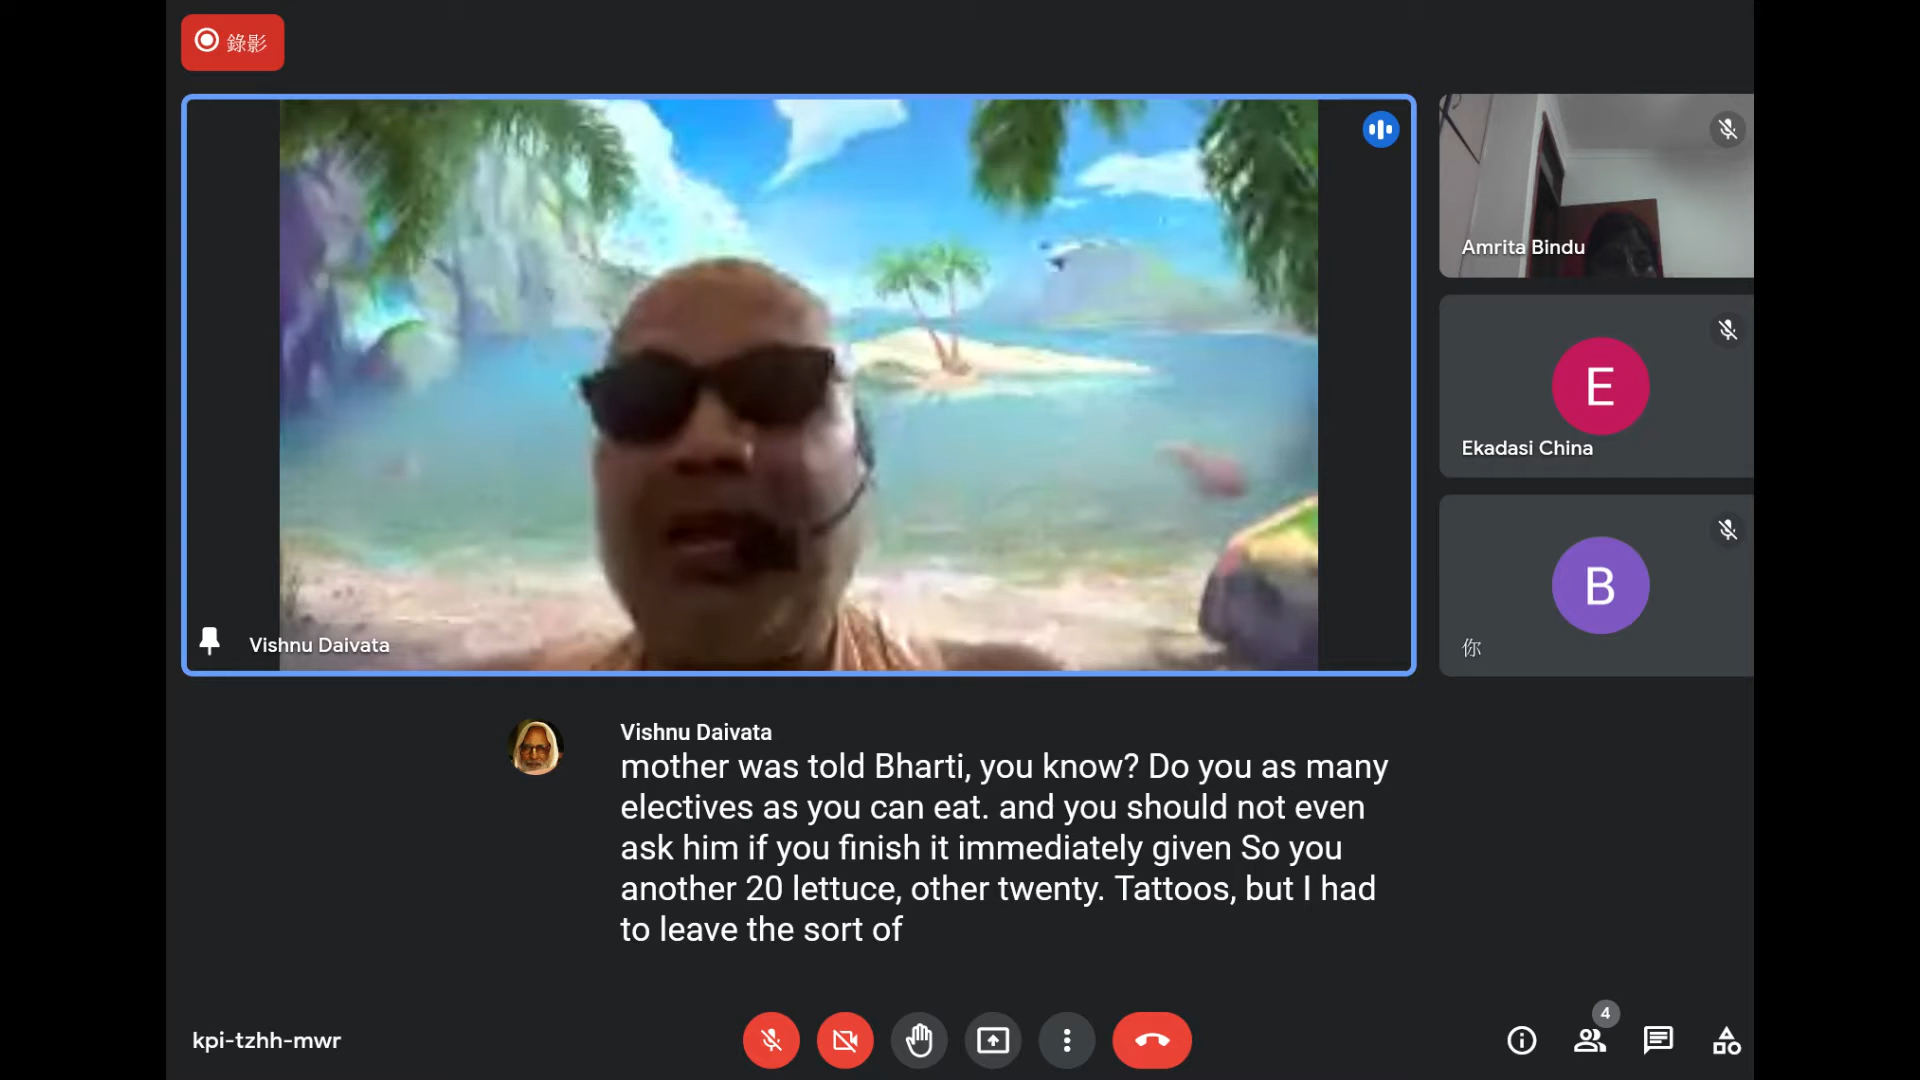 錄影
Amrita Bindu
E
Ekadasi China
B
你
Vishnu Daivata
Vishnu Daivata
mother was told Bharti, you know? Do you as many
electives as you can eat. and you should not even
ask him if you finish it immediately given So you
another 20 lettuce, other twenty. Tattoos, but I had
to leave the sort of
kpi-tzhh-mwr
4